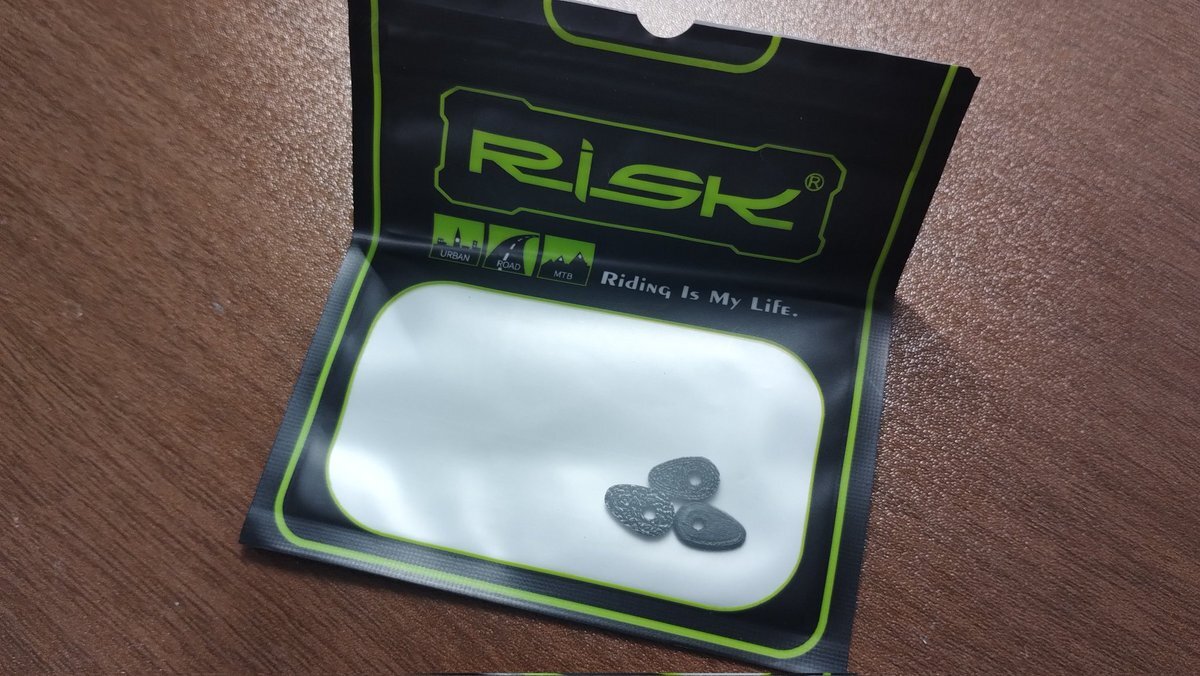 RiSK®
URBAN
ROAD
MTB
Riding Is My Life.